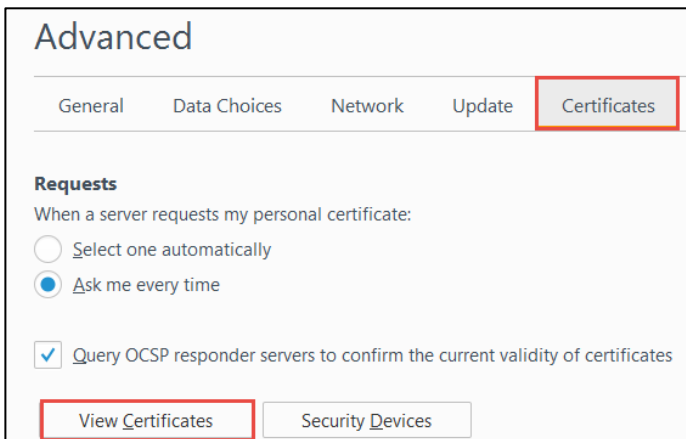 Advanced
General Data Choices Network Update Certificates
Requests
When a server requests my personal certificate:
Select one automatically
Ask me every time
Query OCSP responder servers to confirm the current validity of certificates
View Certificates Security Devices